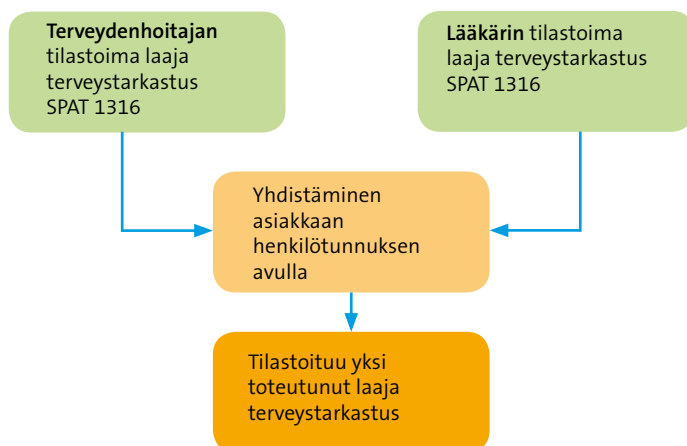 Terveydenhoitajan
tilastoima laaja
terveystarkastus
SPAT 1316
Lääkärin tilastoima
laaja terveystarkastus
SPAT 1316
Yhdistäminen
asiakkaan
henkilötunnuksen
avulla
Tilastoituu yksi
toteutunut laaja
terveystarkastus